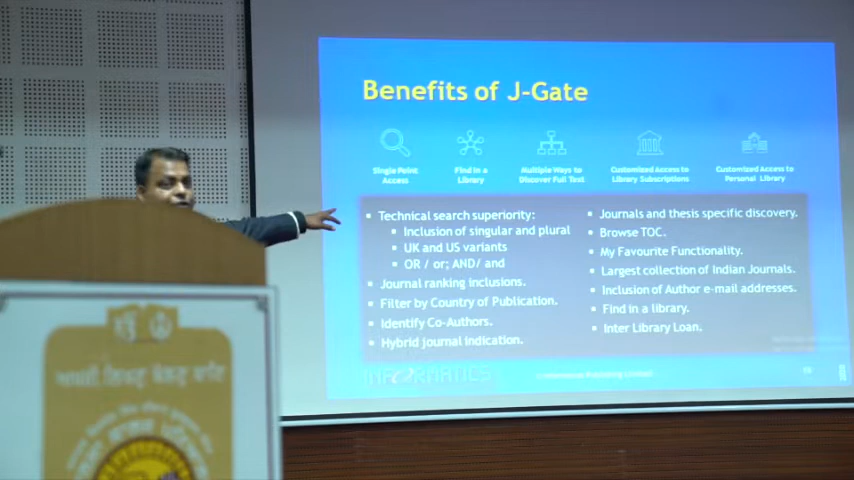 Benefits of J-Gate
Single Point
Access
Find in a
Library
Multiple Ways to
Discover Full Text
Customized Access to
Library Subscriptions
Customized Access to
Personal Library
Technical search superiority:
Inclusion of singular and plural
UK and US variants
OR / or; AND/ and
Journal ranking inclusions.
Filter by Country of Publication.
Identify Co-Authors.
Hybrid journal indication.
Journals and thesis specific discovery.
Browse TOC.
My Favourite Functionality.
Largest collection of Indian Journals.
Inclusion of Author e-mail addresses.
Find in a library.
Inter Library Loan.
INFORMATICS